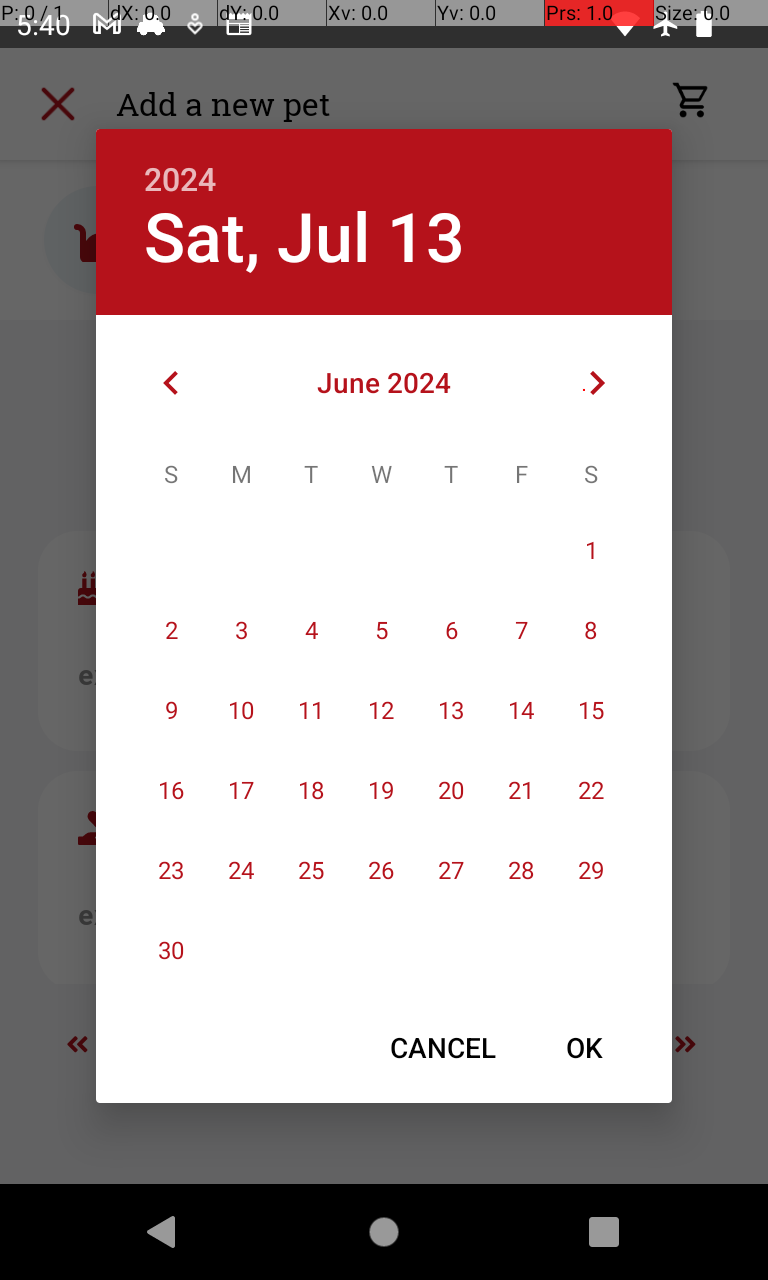 P: 0 / 1 dX: 0.0 dY: 0.0 Xv: 0.0 Yv: 0.0 Prs: 1.0 Size: 0.0
5:40
Add a new pet
2024
Sat, Jul 13
June 2024
S M T W T F S
1
2 3 4 5 6 7 8
9 10 11 12 13 14 15
16 17 18 19 20 21 22
23 24 25 26 27 28 29
30
CANCEL OK